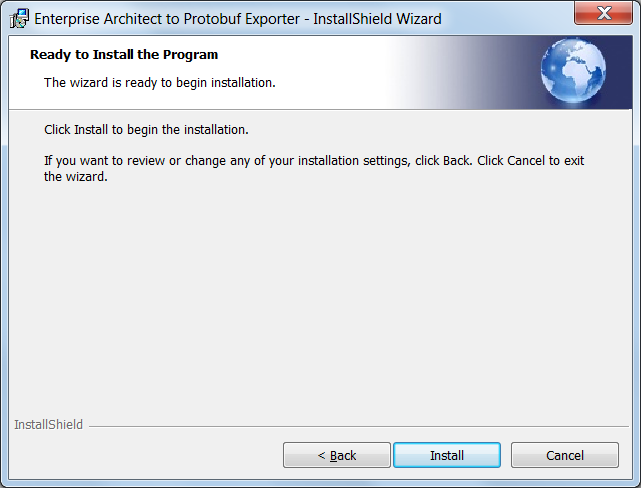 Enterprise Architect to Protobuf Exporter - InstallShield Wizard
Ready to Install the Program
The wizard is ready to begin installation.
Click Install to begin the installation.
If you want to review or change any of your installation settings, click Back. Click Cancel to exit
the wizard.
InstallShield
< Back Install Cancel